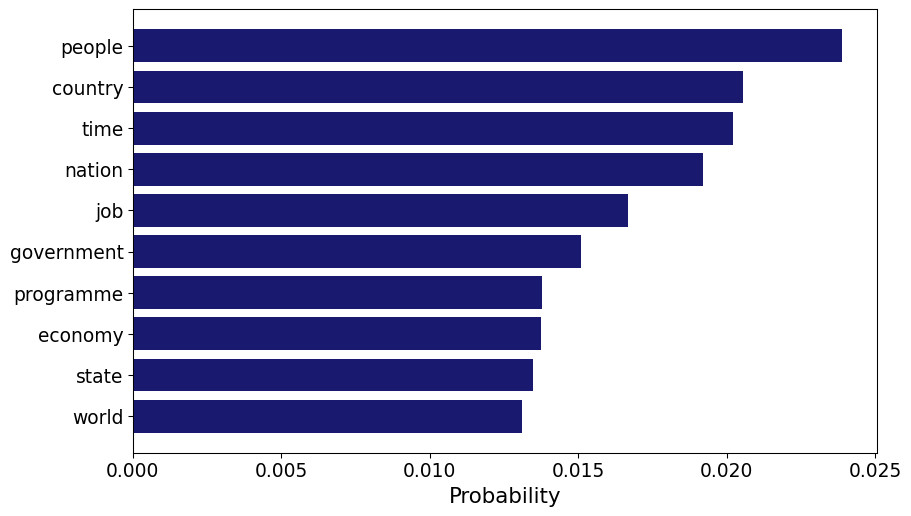 people
country
time
nation
job
government
programme
economy
state
world
0.000 0.005 0.010 0.015 0.020 0.025
Probability